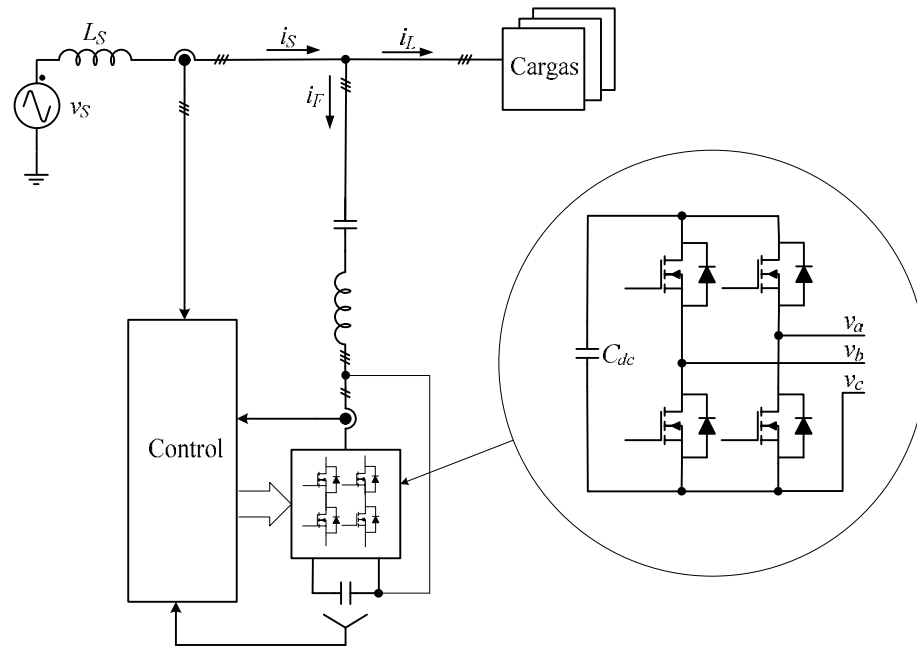 L_S
i_S
i_L
Cargas
i_F
v_S
v_a
v_b
v_c
C_dc
Control